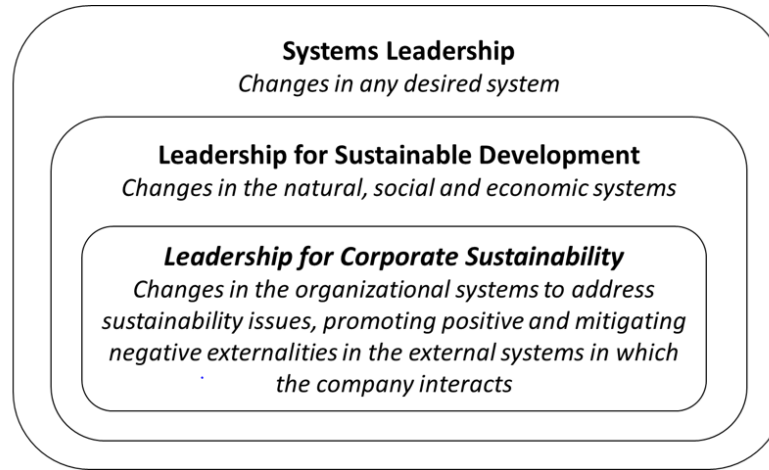 Systems Leadership
Changes in any desired system
Leadership for Sustainable Development
Changes in the natural, social and economic systems
Leadership for Corporate Sustainability
Changes in the organizational systems to address
sustainability issues, promoting positive and mitigating
negative externalities in the external systems in which
the company interacts